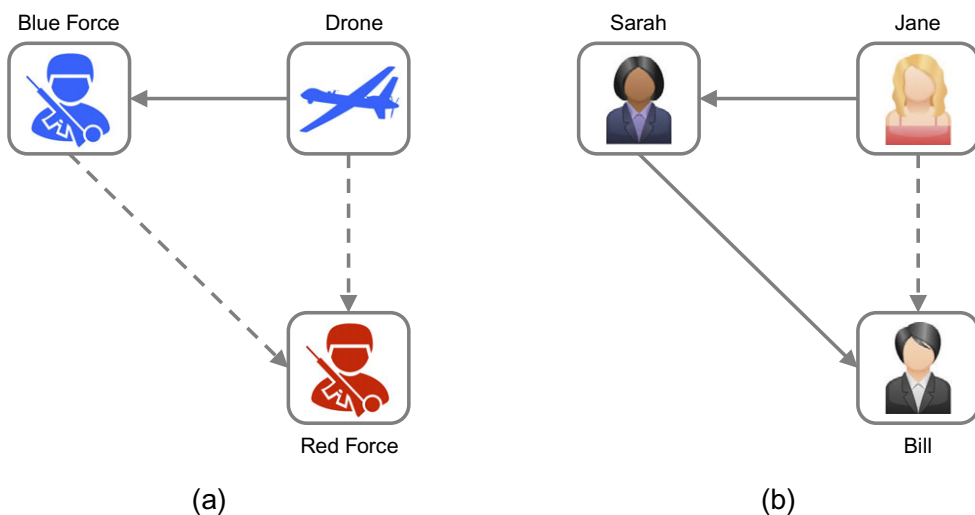 Blue Force
Drone
Red Force
(a)
Sarah
Jane
Bill
(b)